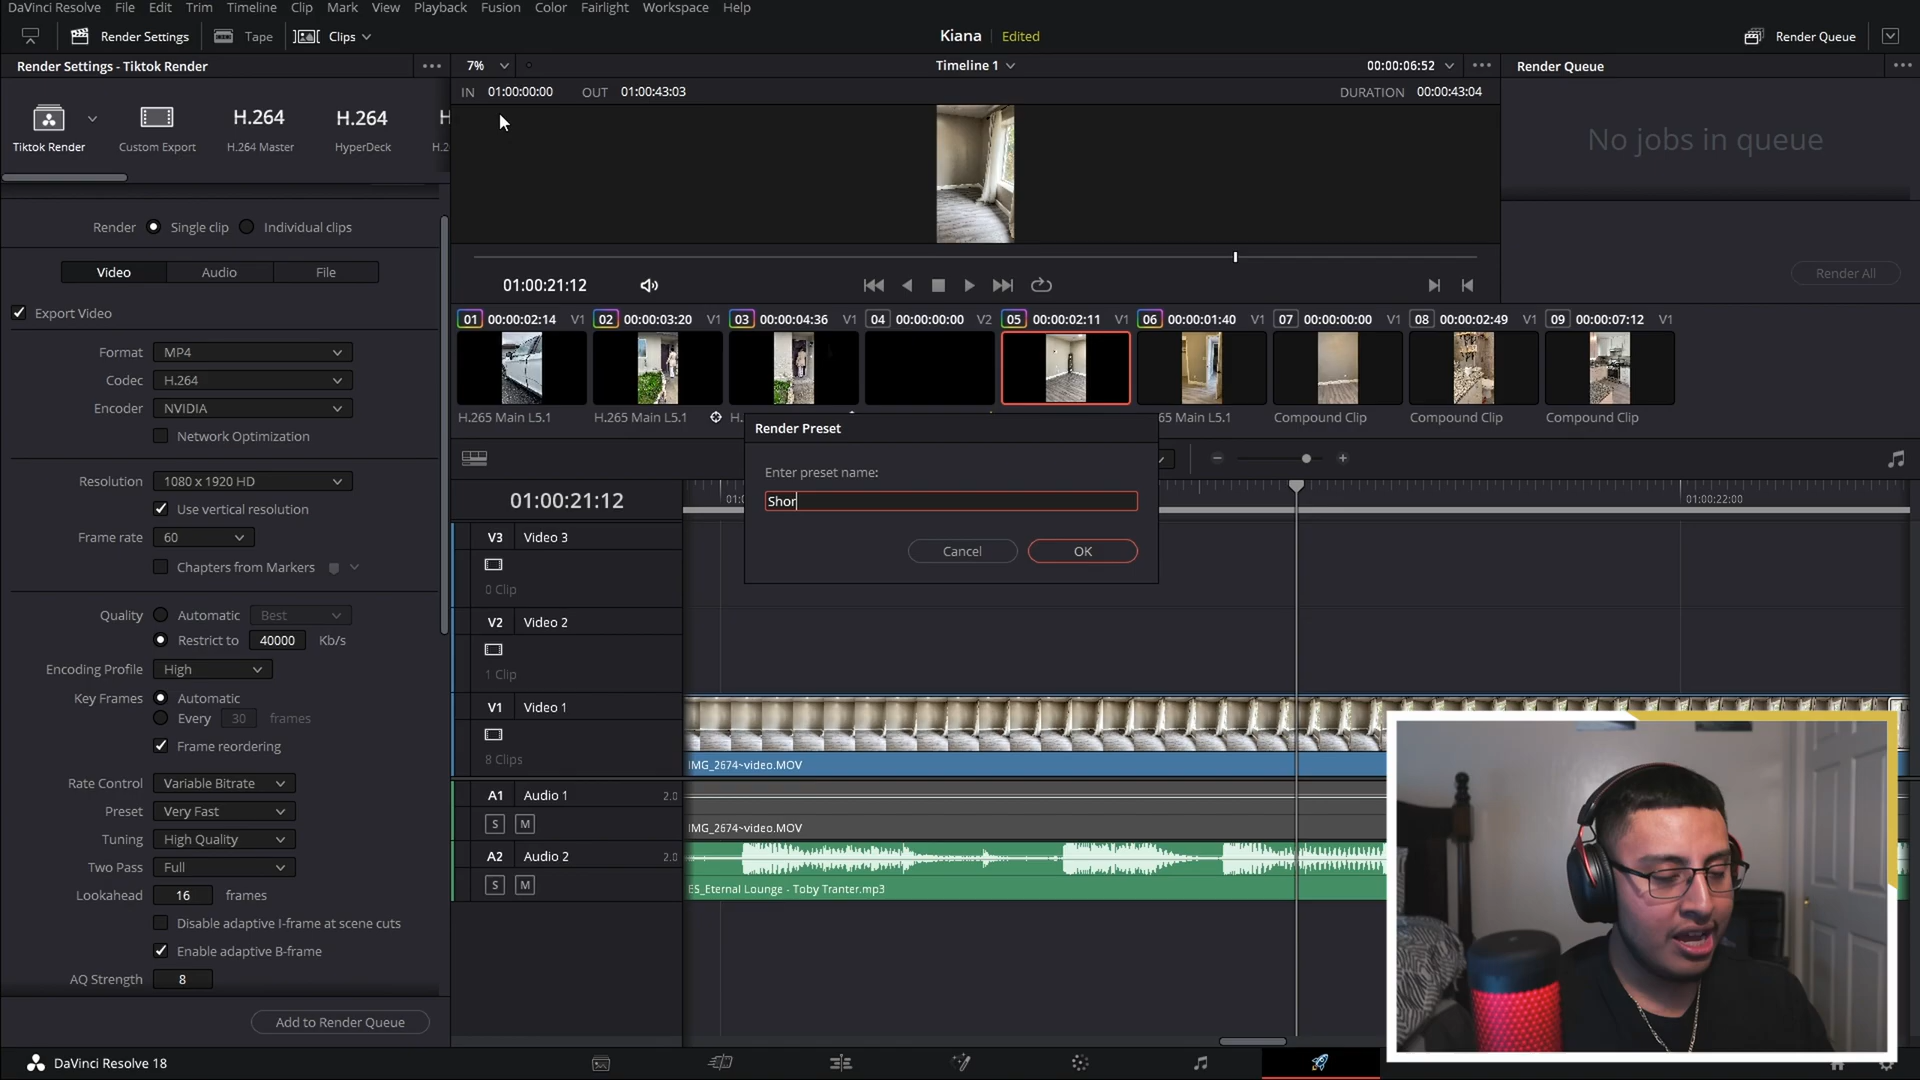 DaVinci Resolve File Edit Trim Timeline Clip Mark View Playback Fusion Color Fairlight Workspace Help
Render Settings Tape Clips Kiana Edited Render Queue
Render Settings - Tiktok Render 7% Timeline 1 00:00:06:52 Render Queue
IN 01:00:00:00 OUT 01:00:43:03 DURATION 00:00:43:04
H.264 H.264 H
Tiktok Render Custom Export H.264 Master HyperDeck H.2
No jobs in queue
Render Single clip Individual clips
Video Audio File
Render All
01:00:21:12
Export Video
01 00:00:02:14 V1 02 00:00:03:20 V1 03 00:00:04:36 V1 04 00:00:00:00 V2 05 00:00:02:11 V1 06 00:00:01:40 V1 07 00:00:00:00 V1 08 00:00:02:49 V1 09 00:00:07:12 V1
Format MP4
Codec H.264
Encoder NVIDIA
H.265 Main L5.1 H.265 Main L5.1 H. 65 Main L5.1 Compound Clip Compound Clip Compound Clip
Network Optimization
Render Preset
Enter preset name:
Shor
Cancel OK
Resolution 1080 x 1920 HD
Use vertical resolution
Frame rate 60
Chapters from Markers
01:00:21:12
01:0
01:00:22:00
V3 Video 3
0 Clip
Quality Automatic Best
Restrict to 40000 Kb/s
V2 Video 2
1 Clip
Encoding Profile High
Key Frames Automatic
Every 30 frames
Frame reordering
V1 Video 1
8 Clips
IMG_2674~video.MOV
Rate Control Variable Bitrate
Preset Very Fast
Tuning High Quality
Two Pass Full
Lookahead 16 frames
Disable adaptive I-frame at scene cuts
Enable adaptive B-frame
AQ Strength 8
A1 Audio 1 2.0
S M
IMG_2674~video.MOV
A2 Audio 2 2.0
S M
ES_Eternal Lounge - Toby Tranter.mp3
Add to Render Queue
DaVinci Resolve 18